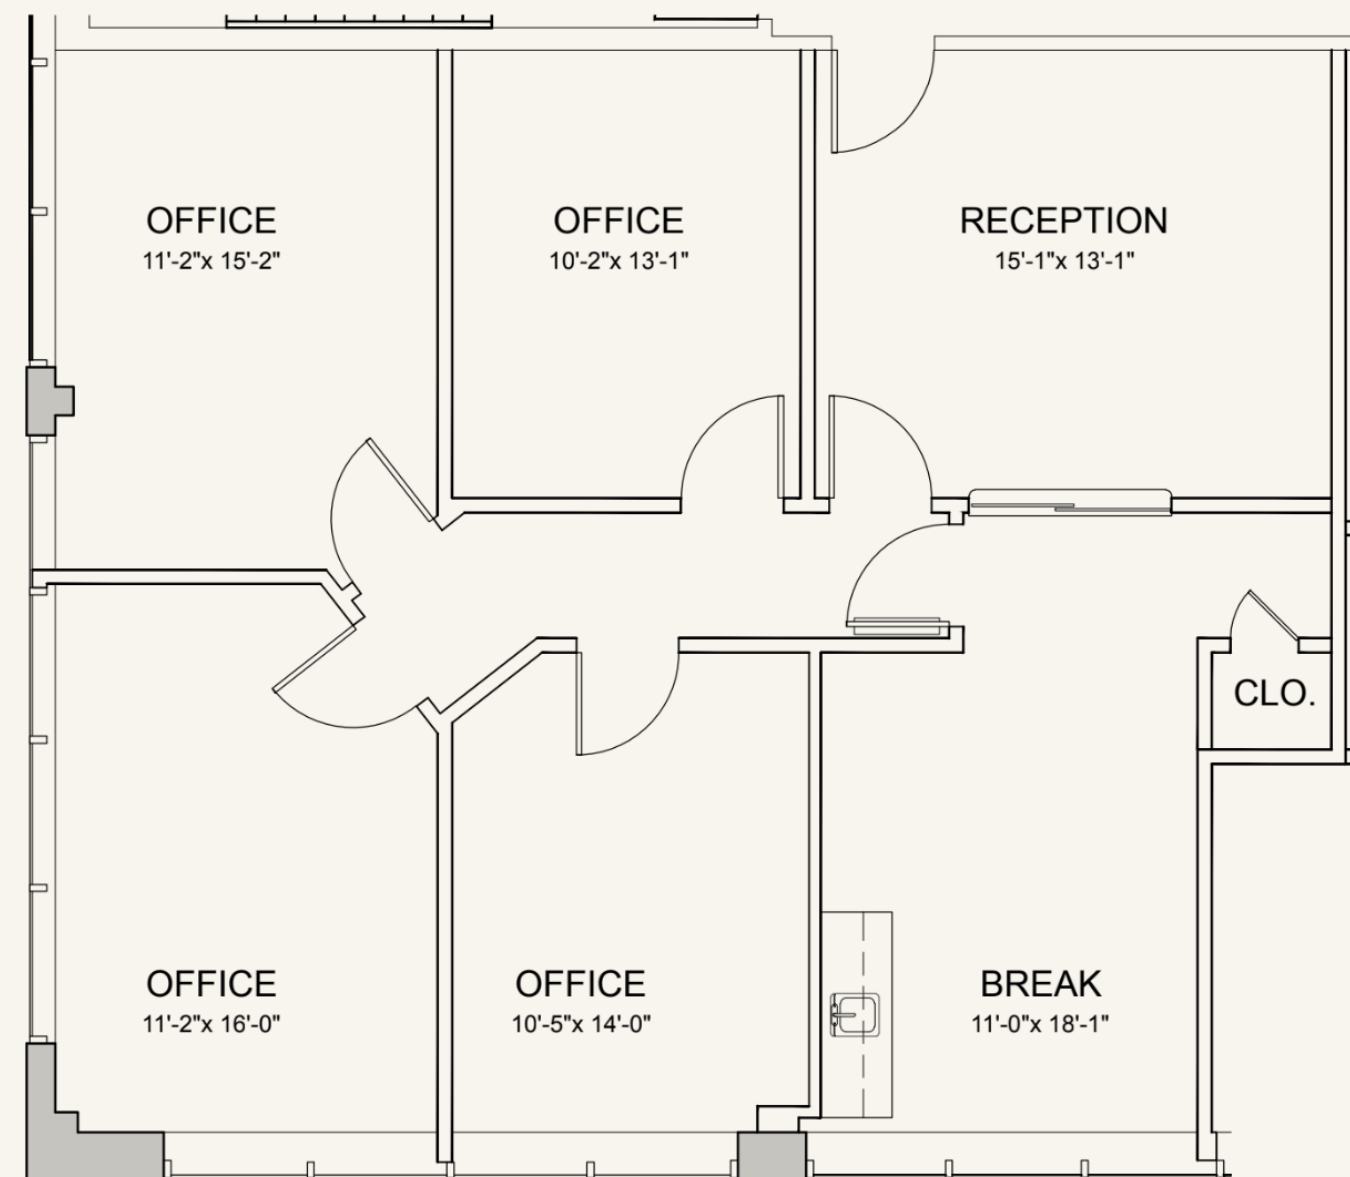 OFFICE
11'-2"x 15'-2"
OFFICE
10'-2"x 13'-1"
RECEPTION
15'-1"x 13'-1"
CLO.
OFFICE
11'-2"x 16'-0"
OFFICE
10'-5"x 14'-0"
BREAK
11'-0"x 18'-1"